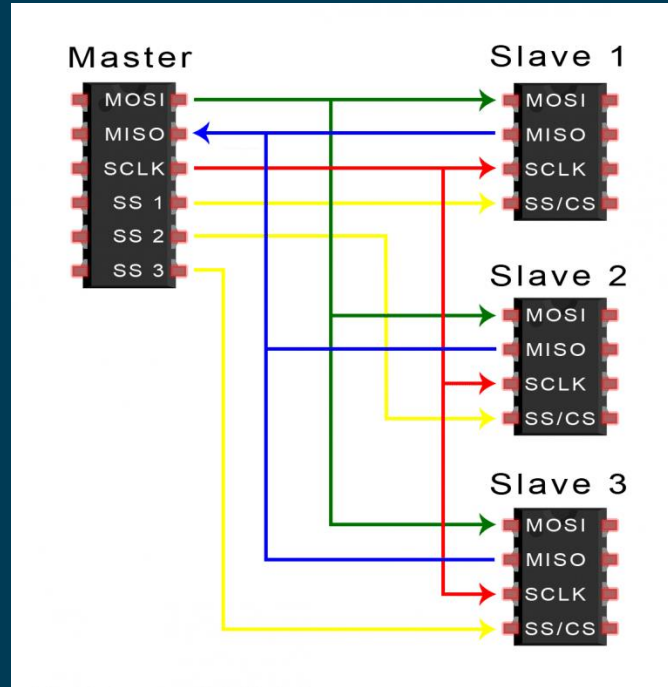 Master
MOSI
MISO
SCLK
SS 1
SS 2
SS 3
Slave 1
MOSI
MISO
SCLK
SS/CS
Slave 2
MOSI
MISO
SCLK
SS/CS
Slave 3
MOSI
MISO
SCLK
SS/CS